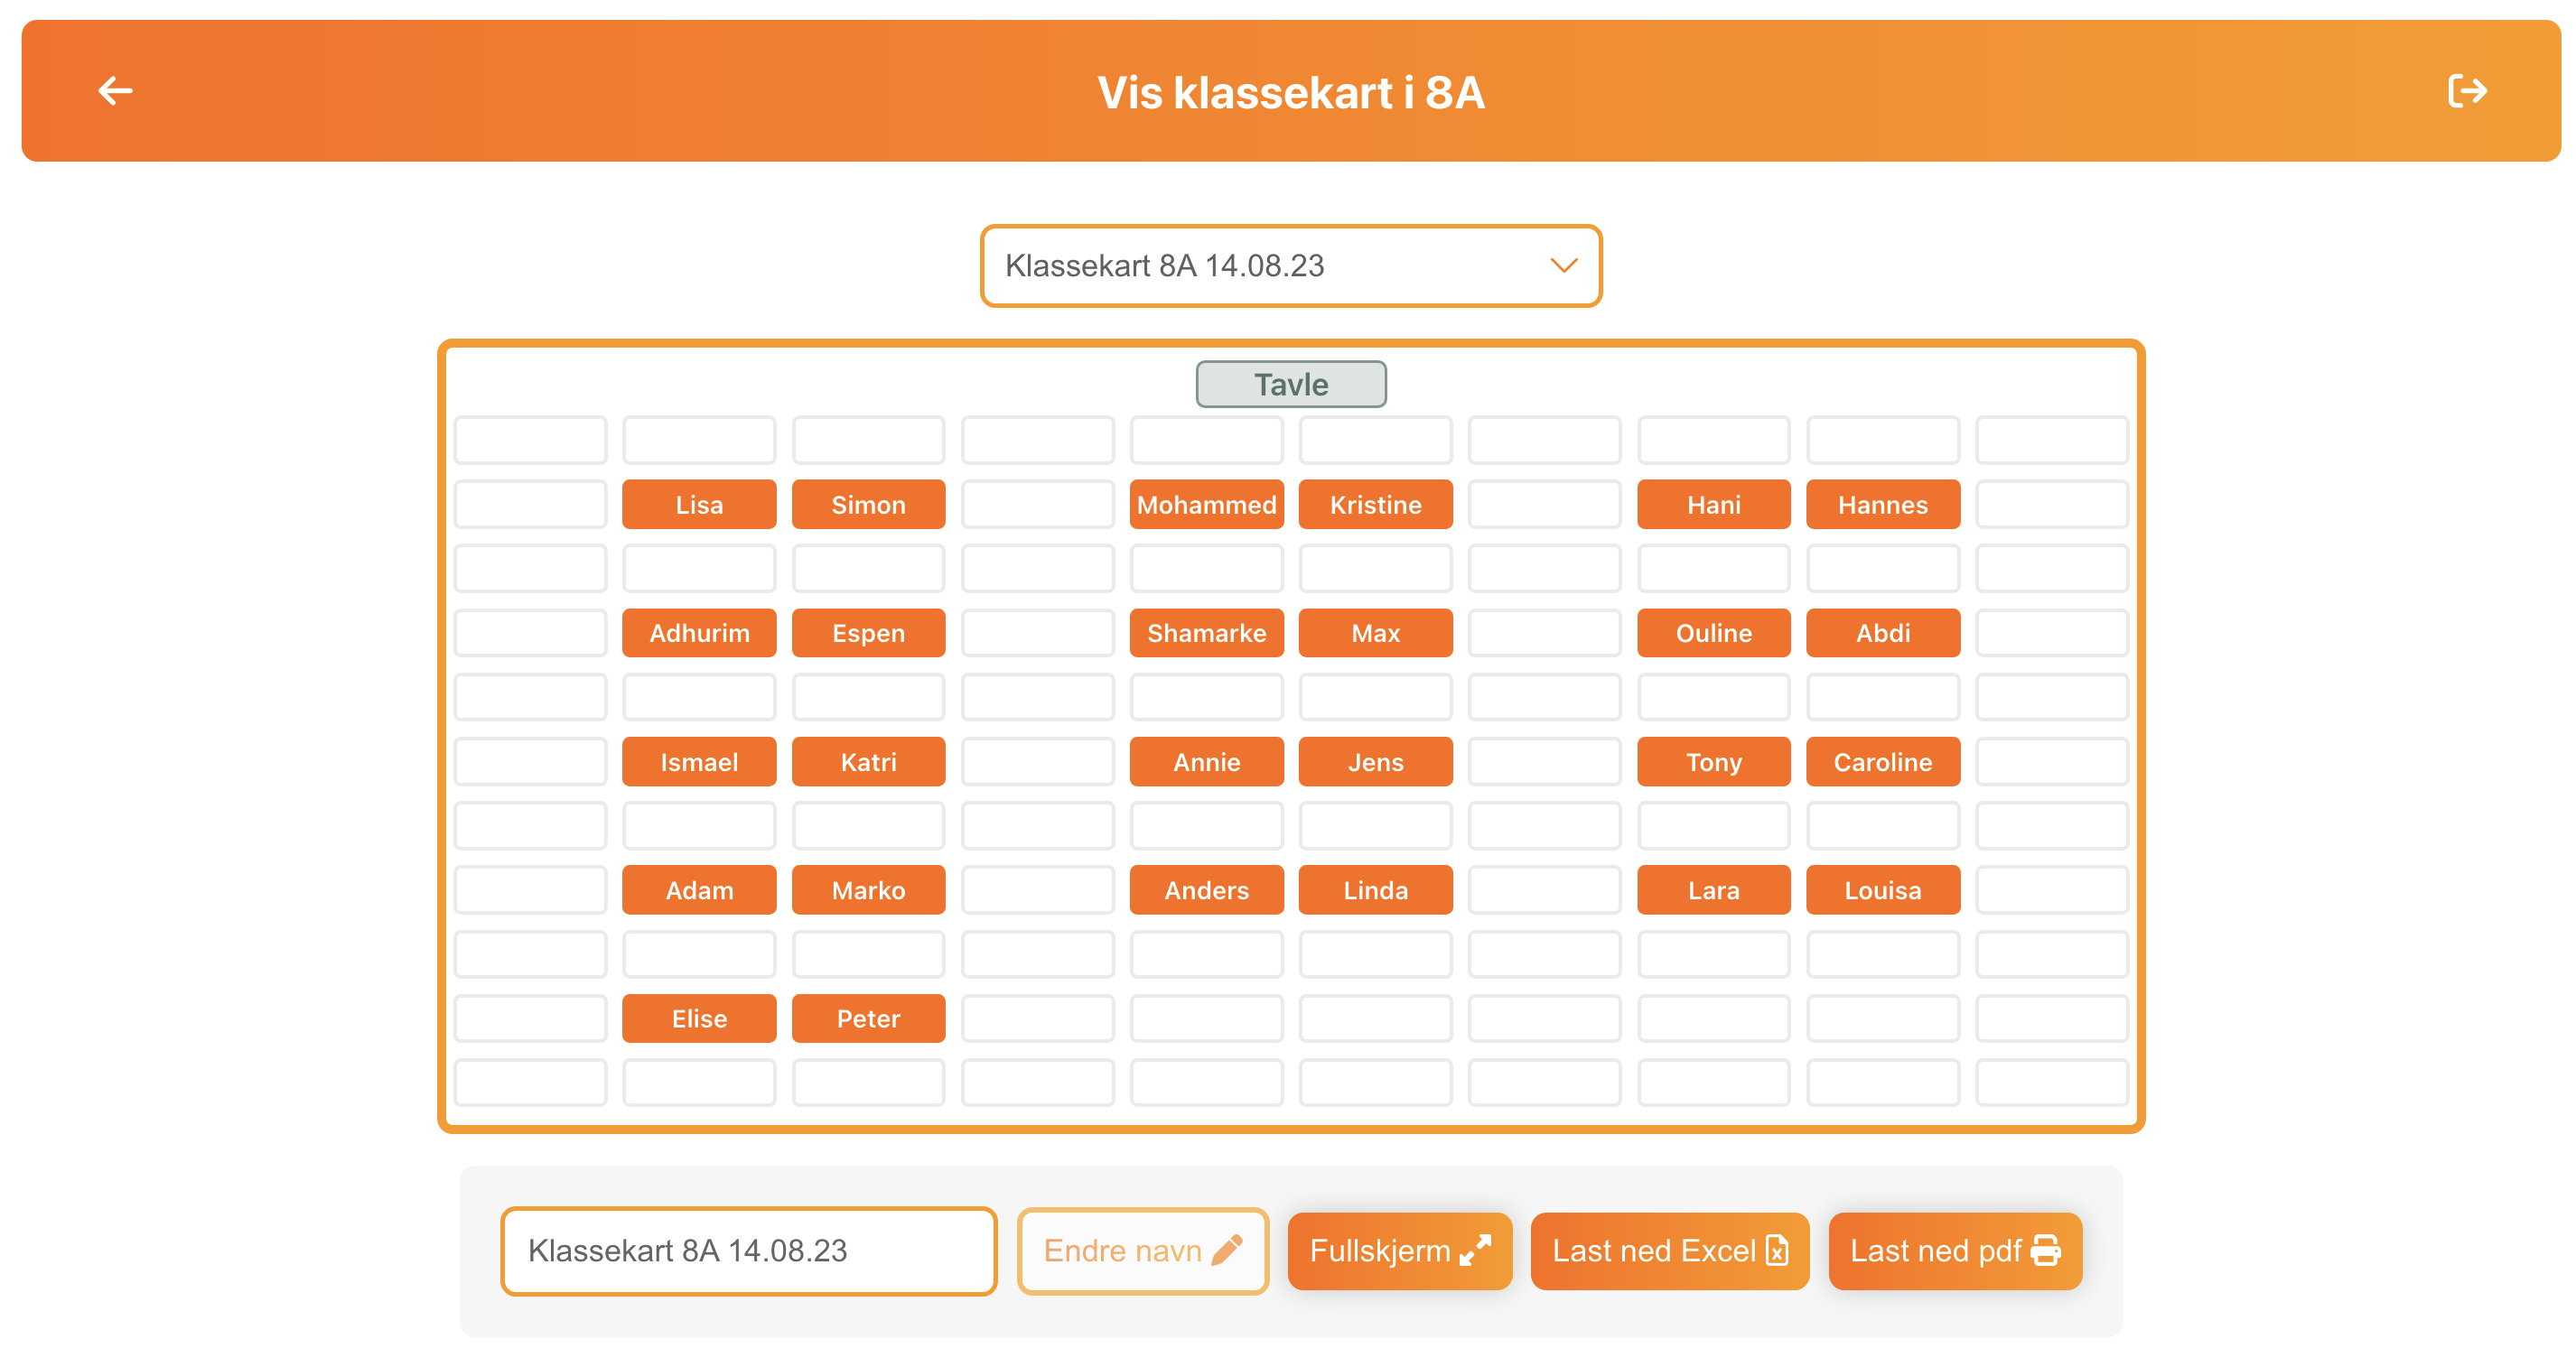 Vis klassekart i 8A
Klassekart 8A 14.08.23
Tavle
Lisa Simon Mohammed Kristine Hani Hannes
Adhurim Espen Shamarke Max Ouline Abdi
Ismael Katri Annie Jens Tony Caroline
Adam Marko Anders Linda Lara Louisa
Elise Peter
Klassekart 8A 14.08.23 Endre navn Fullskjerm Last ned Excel Last ned pdf